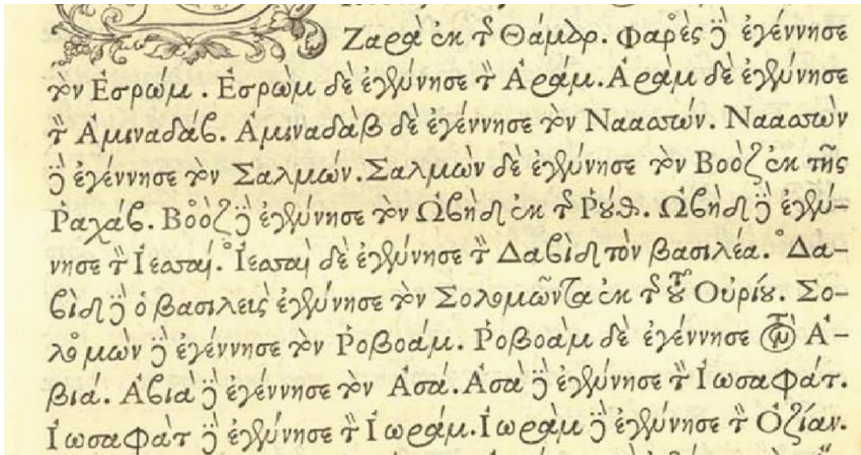 Ζαρὰ ἐκ τῆς Θάμαρ. Φαρὲς δὲ ἐγέννησε
τὸν Ἐσρώμ. Ἐσρὼμ δὲ ἐγέννησε τὸν Ἀράμ. Ἀρὰμ δὲ ἐγέννησε
τὸν Ἀμιναδάβ. Ἀμιναδὰβ δὲ ἐγέννησε τὸν Ναασσών. Ναασσὼν
δὲ ἐγέννησε τὸν Σαλμών. Σαλμὼν δὲ ἐγέννησε τὸν Βοὸζ ἐκ τῆς
Ῥαχάβ. Βοὸζ δὲ ἐγέννησε τὸν Ὠβὴδ ἐκ τῆς Ῥούθ. Ὠβὴδ δὲ ἐγέν-
νησε τὸν Ἰεσσαί. Ἰεσσαὶ δὲ ἐγέννησε τὸν Δαβὶδ τὸν βασιλέα. Δα-
βὶδ δὲ ὁ βασιλεὺς ἐγέννησε τὸν Σολομῶντα ἐκ τῆς τοῦ Οὐρίου. Σο-
λομὼν δὲ ἐγέννησε τὸν Ῥοβοάμ. Ῥοβοὰμ δὲ ἐγέννησε τὸν Ἀ-
βιά. Ἀβιὰ δὲ ἐγέννησε τὸν Ἀσά. Ἀσὰ δὲ ἐγέννησε τὸν Ἰωσαφάτ.
Ἰωσαφὰτ δὲ ἐγέννησε τὸν Ἰωράμ. Ἰωρὰμ δὲ ἐγέννησε τὸν Ὀζίαν.